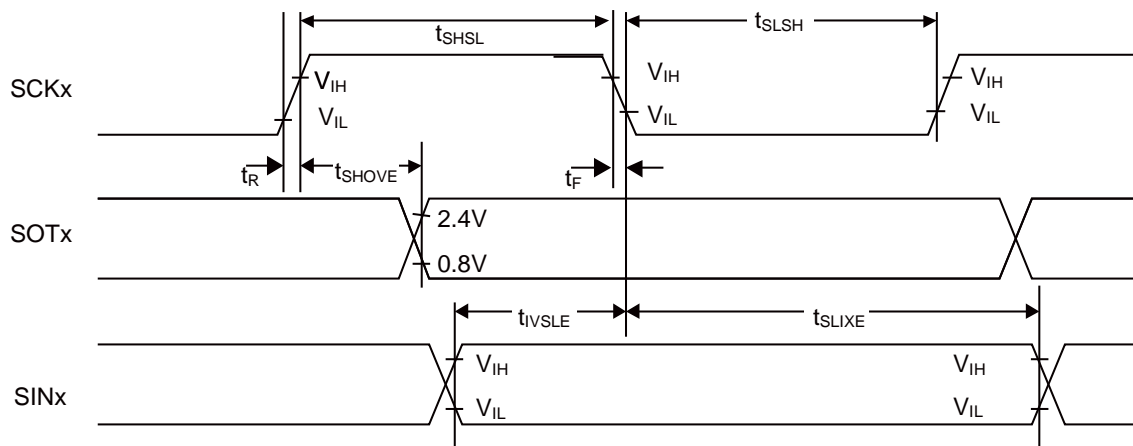 tSHSL tSLSH
SCKx VIH VIH VIH
VIL VIL VIL
tR tSHOVE tF
SOTx 2.4V
0.8V
tIVSLE tSLIXE
SINx VIH VIH
VIL VIL